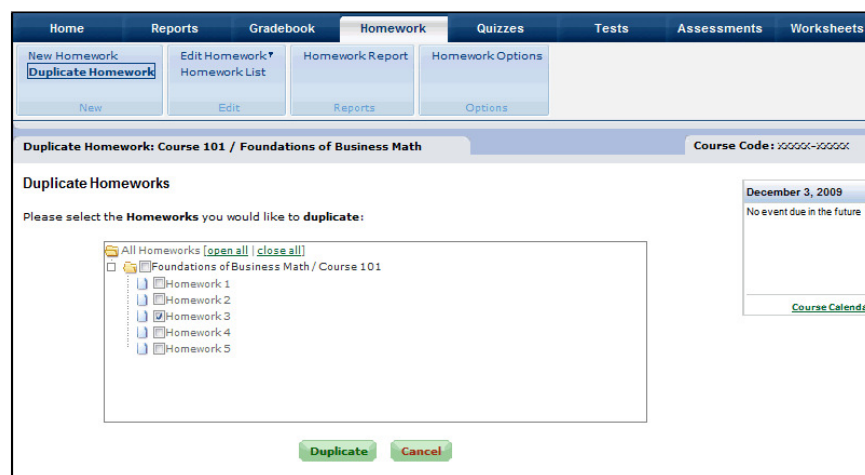 Home Reports Gradebook Homework Quizzes Tests Assessments Worksheets
New Homework Edit Homework Homework Report Homework Options
Duplicate Homework Homework List
New Edit Reports Options
Duplicate Homework: Course 101 / Foundations of Business Math Course Code: xxxxx-xxxxx
Duplicate Homeworks
December 3, 2009
No event due in the future
Please select the Homeworks you would like to duplicate:
All Homeworks [open all | close all]
Foundations of Business Math / Course 101
Homework 1
Homework 2
Homework 3
Homework 4
Homework 5
Course Calenda
Duplicate Cancel